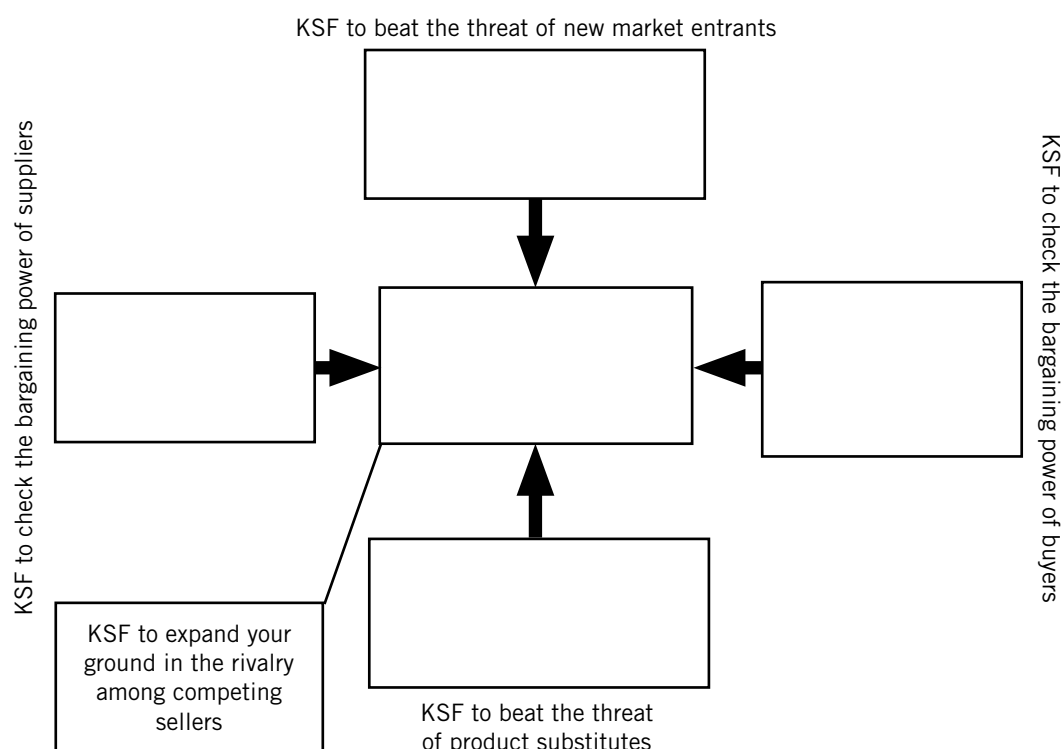 KSF to beat the threat of new market entrants
KSF to check the bargaining power of suppliers
KSF to check the bargaining power of buyers
KSF to expand your
ground in the rivalry
among competing
sellers
KSF to beat the threat
of product substitutes